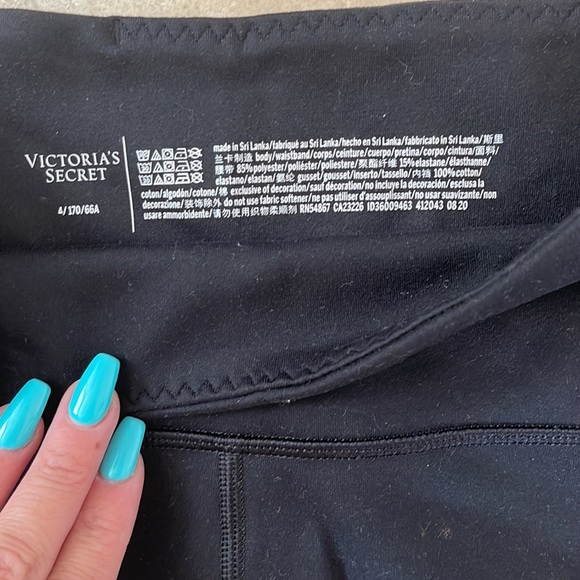 VICTORIA'S
SECRET
4/170/66A
made in Sri Lanka/fabriqué au Sri Lanka/hecho en Sri Lanka/fabbricato in Sri Lanka/斯里
兰卡制造 body/waistband/corps/ceinture/cuerpo/pretina/corpo/cintura/面料/
腰带 85% polyester/poliéster/poliestere/聚酯纤维 15% elastane/élasthanne/
elastano/elastan/氨纶 gusset/gousset/inserto/tassello/内裆 100% cotton/
coton/algodón/cotone/棉 exclusive of decoration/sauf décoration/no incluye la decoración/esclusa la
decorazione/装饰除外 do not use fabric softener/ne pas utiliser d'assouplissant/no usar suavizante/non
usare ammorbidente/请勿使用织物柔顺剂 RN54867 CA23226 ID36009463 412043 08 20